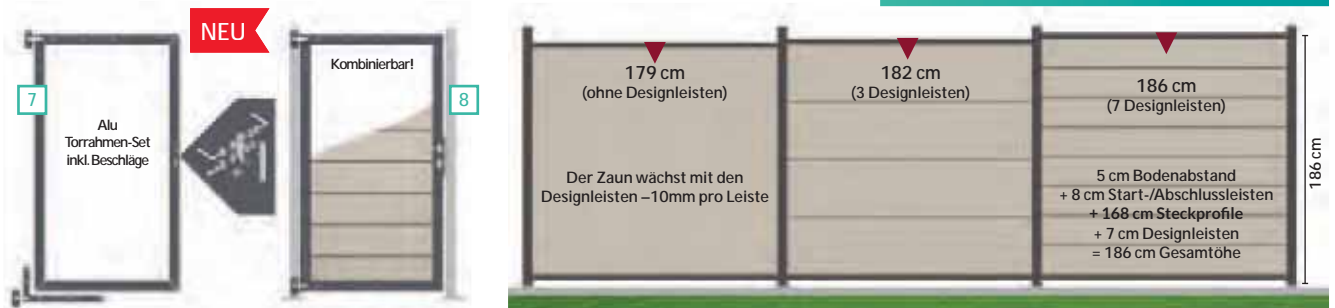 NEU
7
Alu
Torrahmen-Set
inkl. Beschläge
Kombinierbar!
8
179 cm
(ohne Designleisten)
Der Zaun wächst mit den
Designleisten – 10mm pro Leiste
182 cm
(3 Designleisten)
186 cm
(7 Designleisten)
5 cm Bodenabstand
+ 8 cm Start-/Abschlussleisten
+ 168 cm Steckprofile
+ 7 cm Designleisten
= 186 cm Gesamtöhe
186 cm